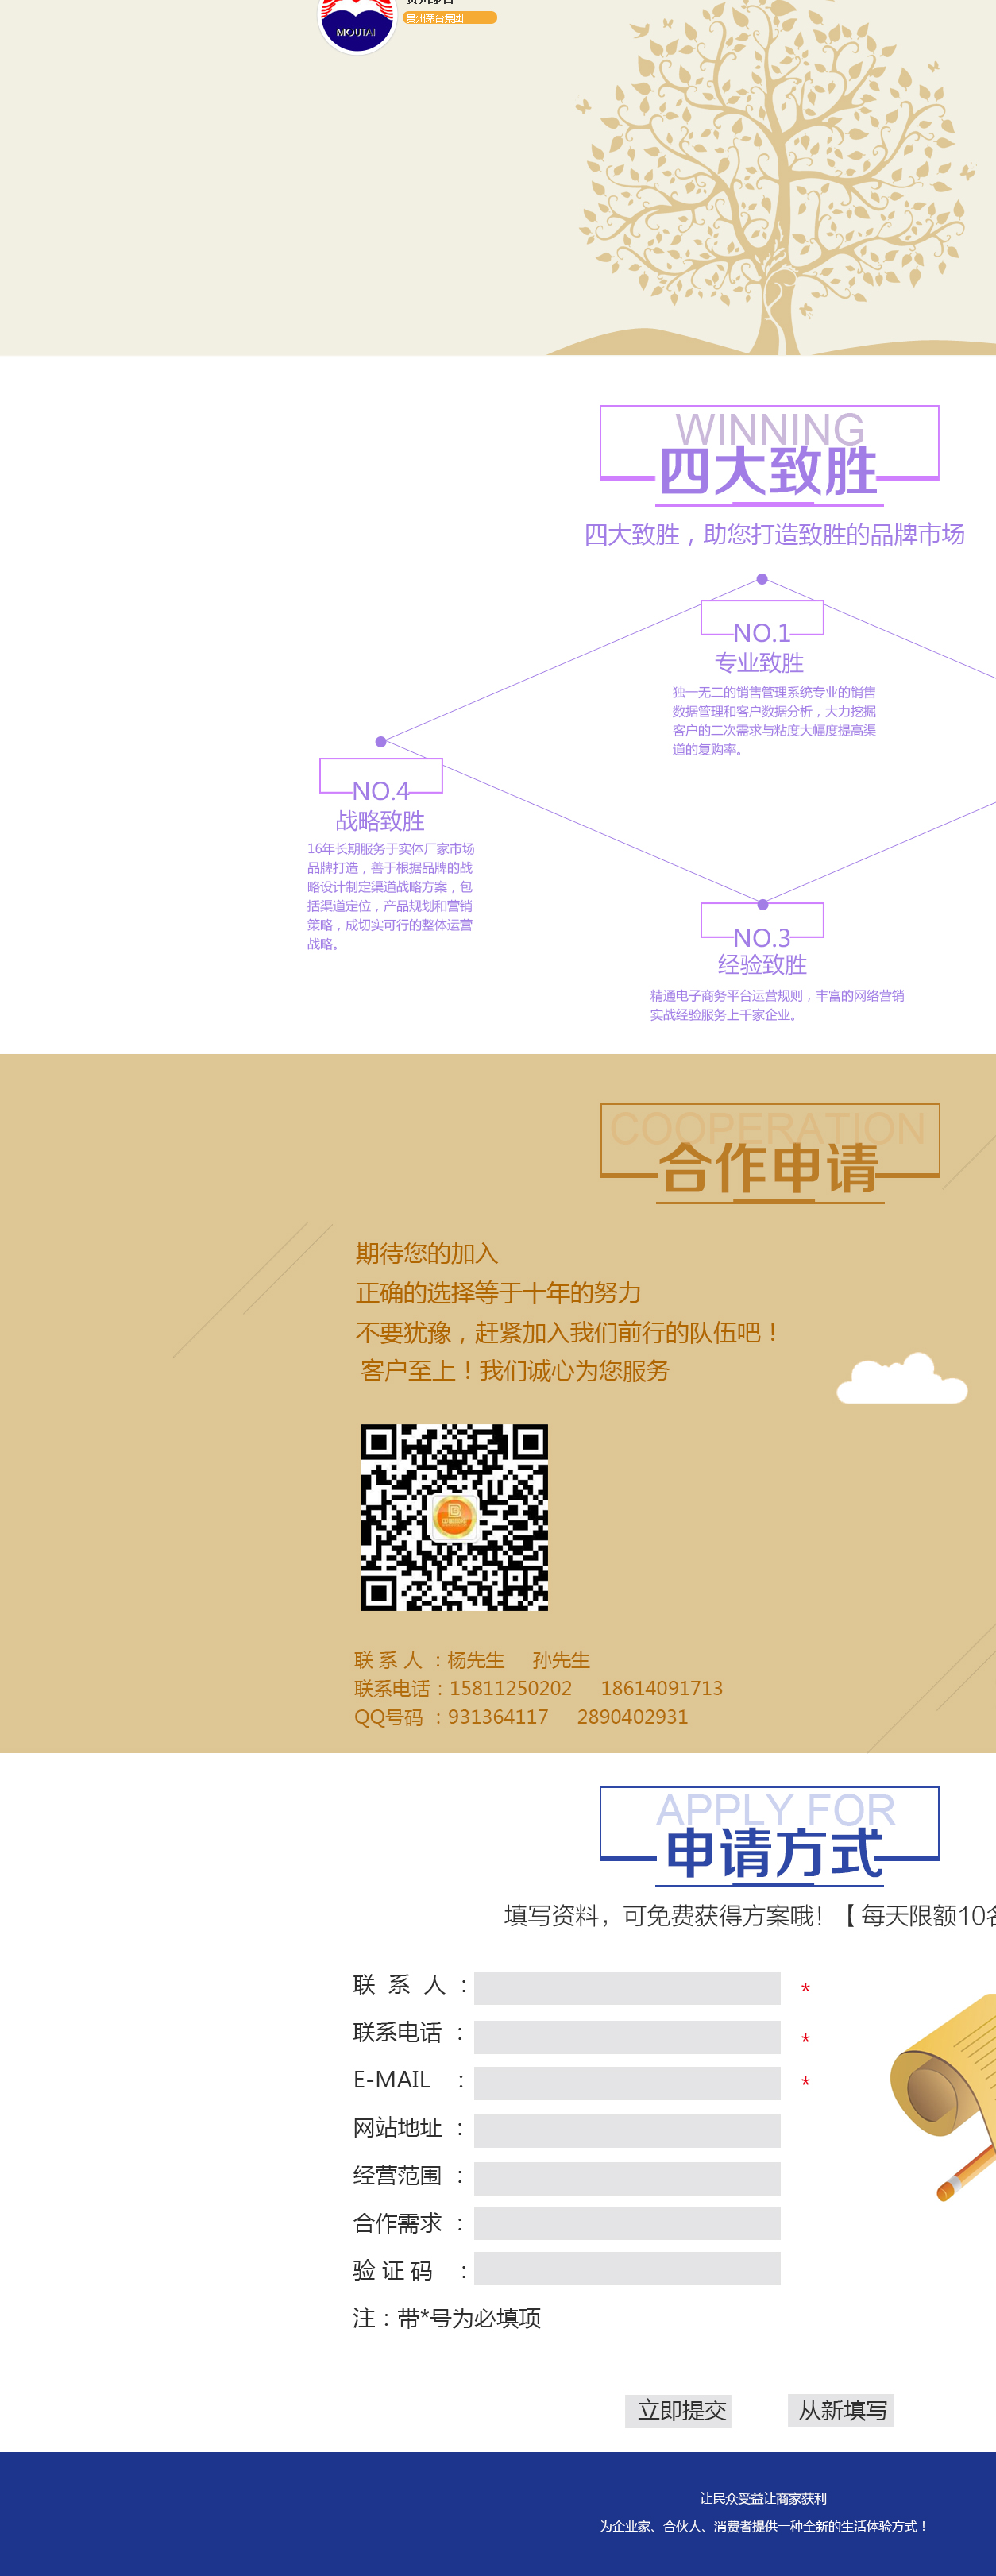 MOUTAI
贵州茅台
贵州茅台集团
WINNING
四大致胜
四大致胜，助您打造致胜的品牌市场
NO.1
专业致胜
独一无二的销售管理系统专业的销售
数据管理和客户数据分析，大力挖掘
客户的二次需求与粘度大幅度提高渠
道的复购率。
NO.4
战略致胜
16年长期服务于实体厂家市场
品牌打造，善于根据品牌的战
略设计制定渠道战略方案，包
括渠道定位，产品规划和营销
策略，成切实可行的整体运营
战略。
NO.3
经验致胜
精通电子商务平台运营规则，丰富的网络营销
实战经验服务上千家企业。
COOPERATION
合作申请
期待您的加入
正确的选择等于十年的努力
不要犹豫，赶紧加入我们前行的队伍吧！
客户至上！我们诚心为您服务
联 系 人 ：杨先生 孙先生
联系电话：15811250202 18614091713
QQ号码 ：931364117 2890402931
APPLY FOR
申请方式
填写资料，可免费获得方案哦！【 每天限额10名
联 系 人 ： *
联系电话 ： *
E-MAIL ： *
网站地址 ：
经营范围 ：
合作需求 ：
验 证 码 ：
注：带*号为必填项
立即提交 从新填写
让民众受益让商家获利
为企业家、合伙人、消费者提供一种全新的生活体验方式！